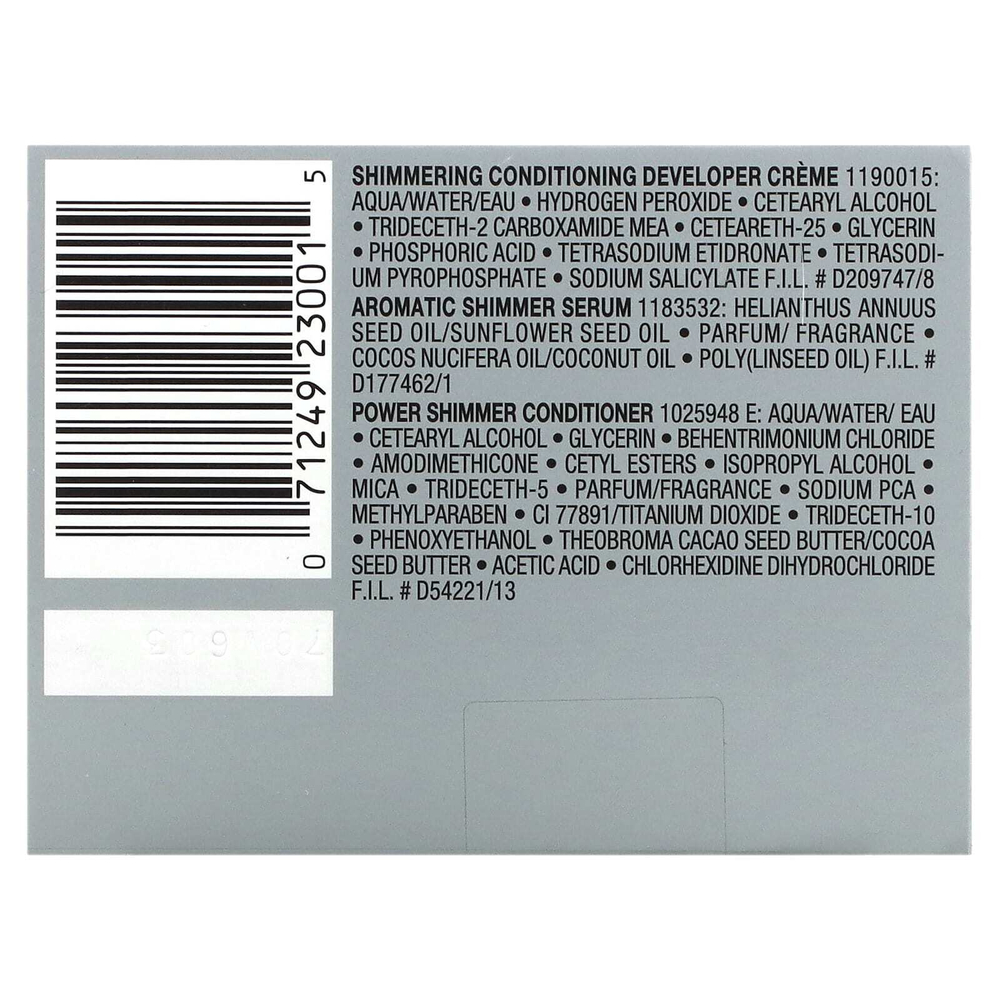 0 71249 23001 5
SHIMMERING CONDITIONING DEVELOPER CRÈME 1190015:
AQUA/WATER/EAU • HYDROGEN PEROXIDE • CETEARYL ALCOHOL
• TRIDECETH-2 CARBOXAMIDE MEA • CETEARETH-25 • GLYCERIN
• PHOSPHORIC ACID • TETRASODIUM ETIDRONATE • TETRASODI-
UM PYROPHOSPHATE • SODIUM SALICYLATE F.I.L. # D209747/8
AROMATIC SHIMMER SERUM 1183532: HELIANTHUS ANNUUS
SEED OIL/SUNFLOWER SEED OIL • PARFUM/ FRAGRANCE •
COCOS NUCIFERA OIL/COCONUT OIL • POLY(LINSEED OIL) F.I.L. #
D177462/1
POWER SHIMMER CONDITIONER 1025948 E: AQUA/WATER/ EAU
• CETEARYL ALCOHOL • GLYCERIN • BEHENTRIMONIUM CHLORIDE
• AMODIMETHICONE • CETYL ESTERS • ISOPROPYL ALCOHOL •
MICA • TRIDECETH-5 • PARFUM/FRAGRANCE • SODIUM PCA •
METHYLPARABEN • CI 77891/TITANIUM DIOXIDE • TRIDECETH-10
• PHENOXYETHANOL • THEOBROMA CACAO SEED BUTTER/COCOA
SEED BUTTER • ACETIC ACID • CHLORHEXIDINE DIHYDROCHLORIDE
F.I.L. # D54221/13